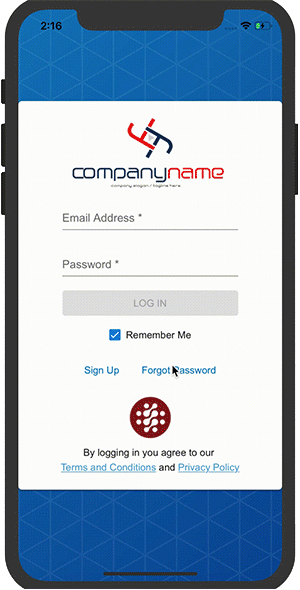 2:16
companyname
company slogan / tagline here
Email Address *
Password *
LOG IN
Remember Me
Sign Up Forgot Password
By logging in you agree to our
Terms and Conditions and Privacy Policy